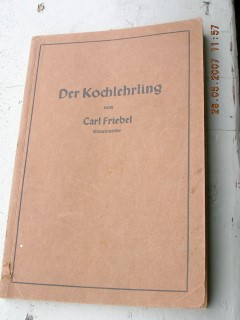 Der Kochlehrling
von
Carl Friebel
28.05.2007 11:57